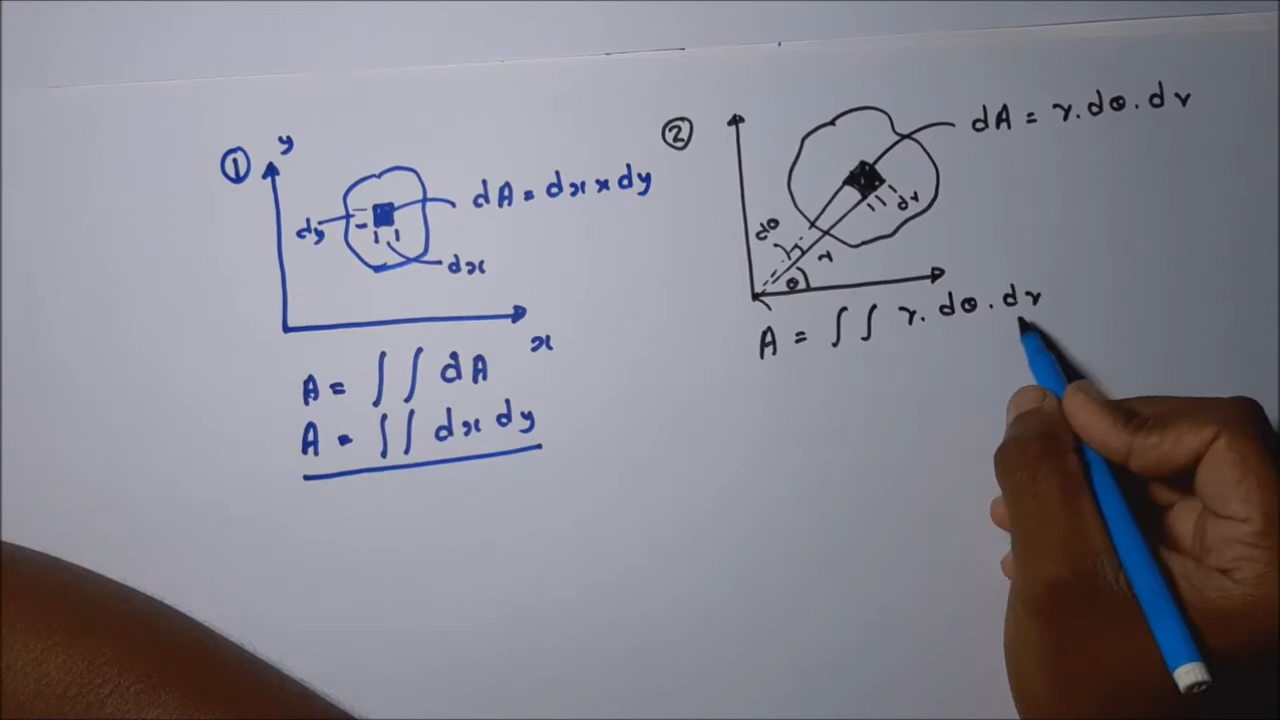 ①
y
dA = dx x dy
dy
dx
x
A = ∫∫ dA
A = ∫∫ dx dy
②
dA = r. dθ. dr
dr
dθ
r
θ
A = ∫∫ r. dθ. dr